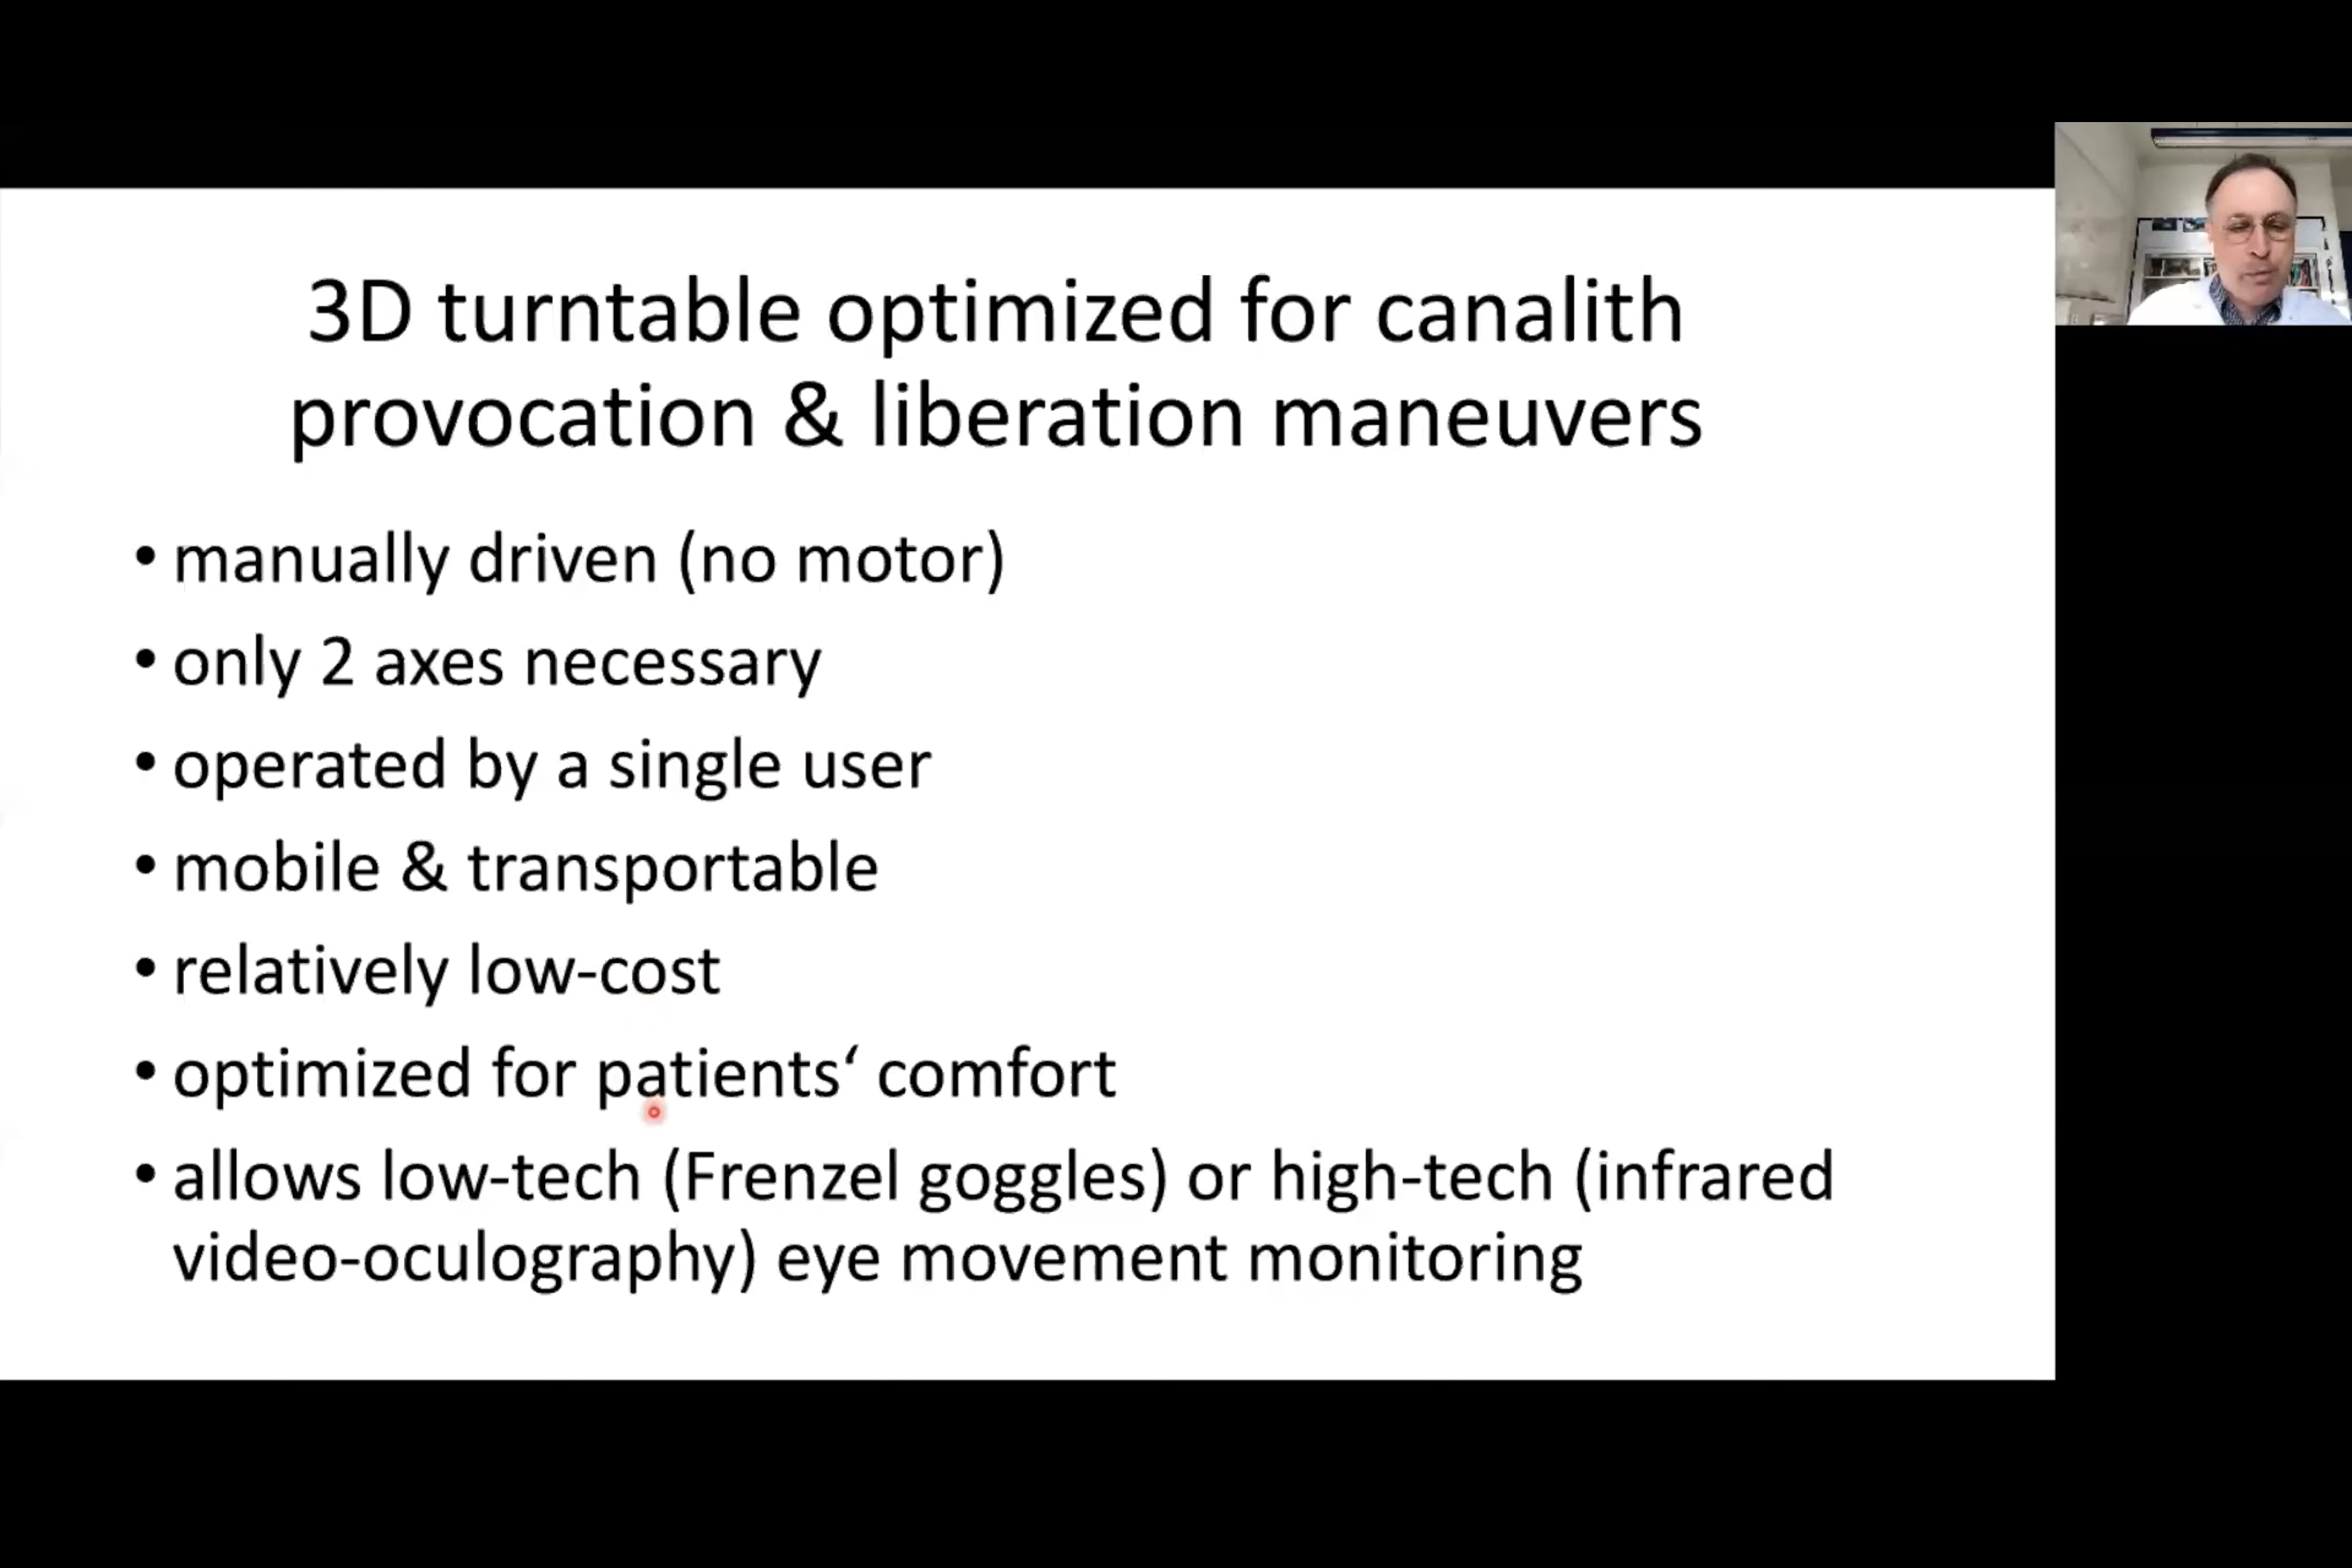 3D turntable optimized for canalith
provocation & liberation maneuvers
• manually driven (no motor)
• only 2 axes necessary
• operated by a single user
• mobile & transportable
• relatively low-cost
• optimized for patients‘ comfort
• allows low-tech (Frenzel goggles) or high-tech (infrared
video-oculography) eye movement monitoring